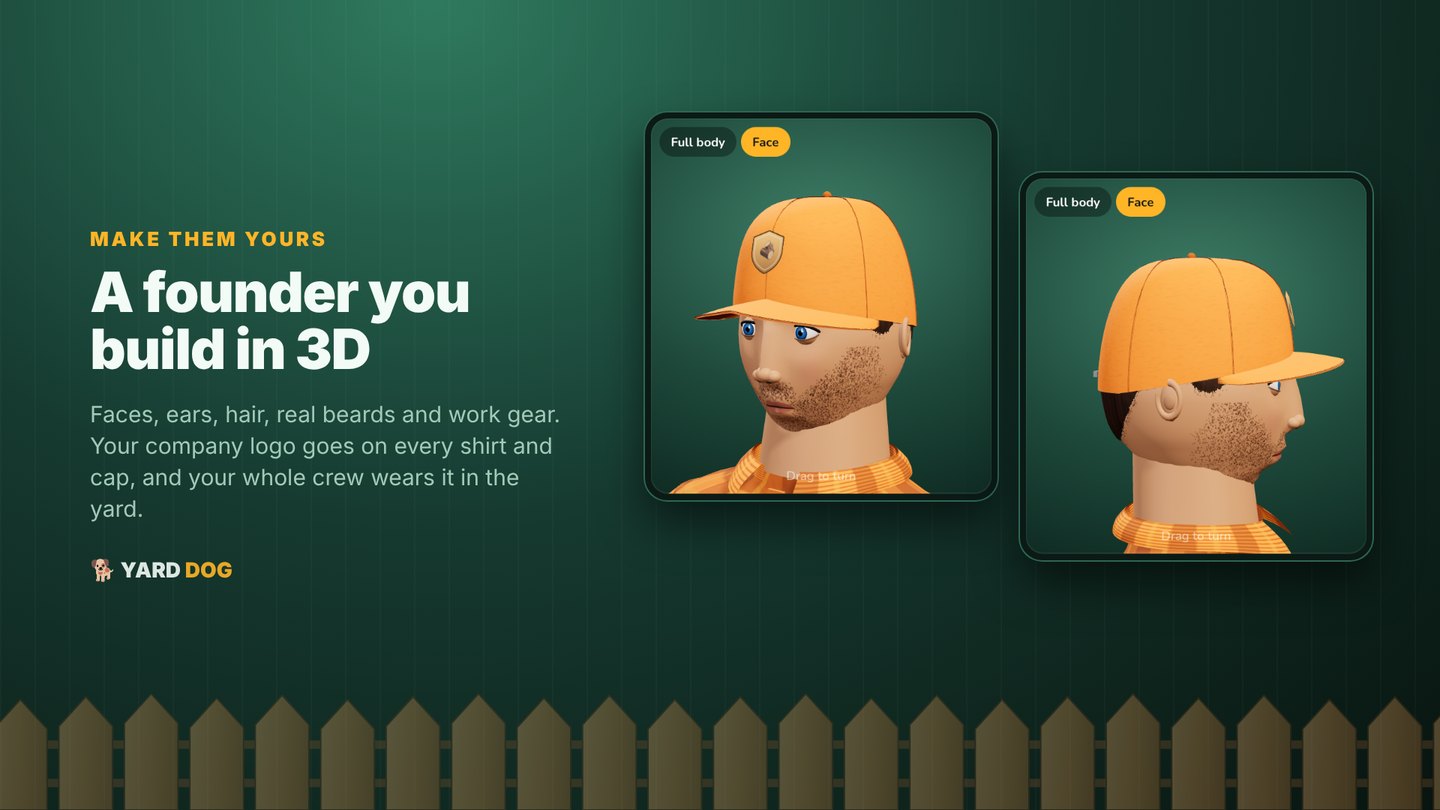 MAKE THEM YOURS
A founder you
build in 3D
Faces, ears, hair, real beards and work gear.
Your company logo goes on every shirt and
cap, and your whole crew wears it in the
yard.
YARD DOG
Full body Face
Drag to turn
Full body Face
Drag to turn